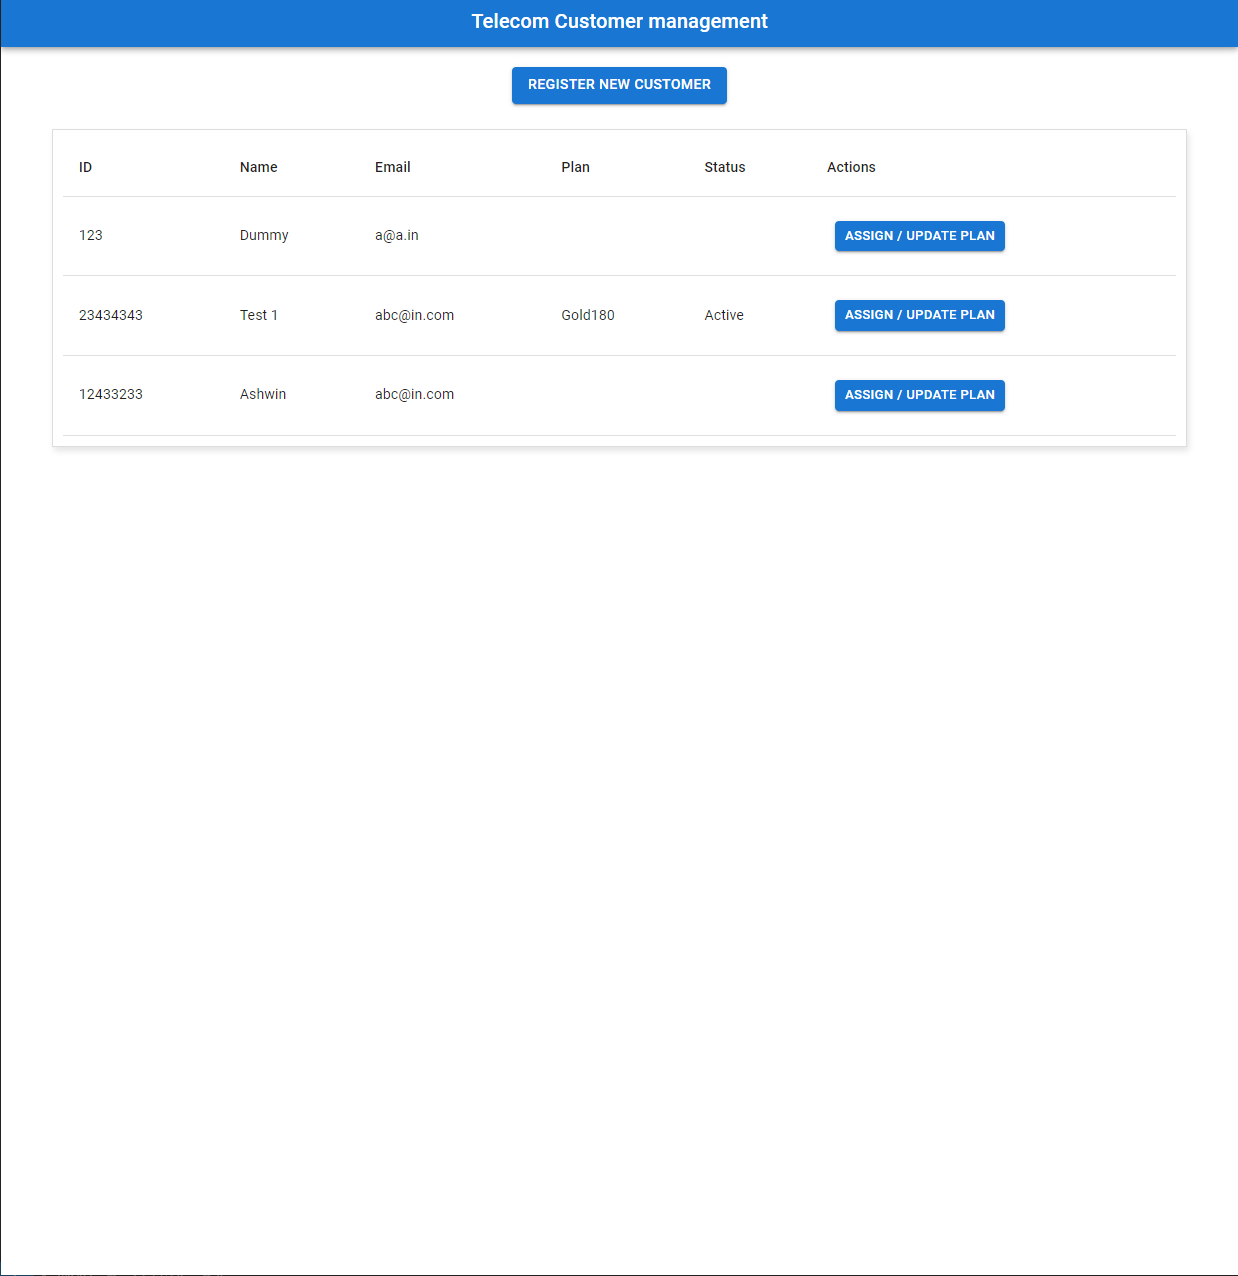 Telecom Customer management
REGISTER NEW CUSTOMER
ID Name Email Plan Status Actions
123 Dummy a@a.in ASSIGN / UPDATE PLAN
23434343 Test 1 abc@in.com Gold180 Active ASSIGN / UPDATE PLAN
12433233 Ashwin abc@in.com ASSIGN / UPDATE PLAN